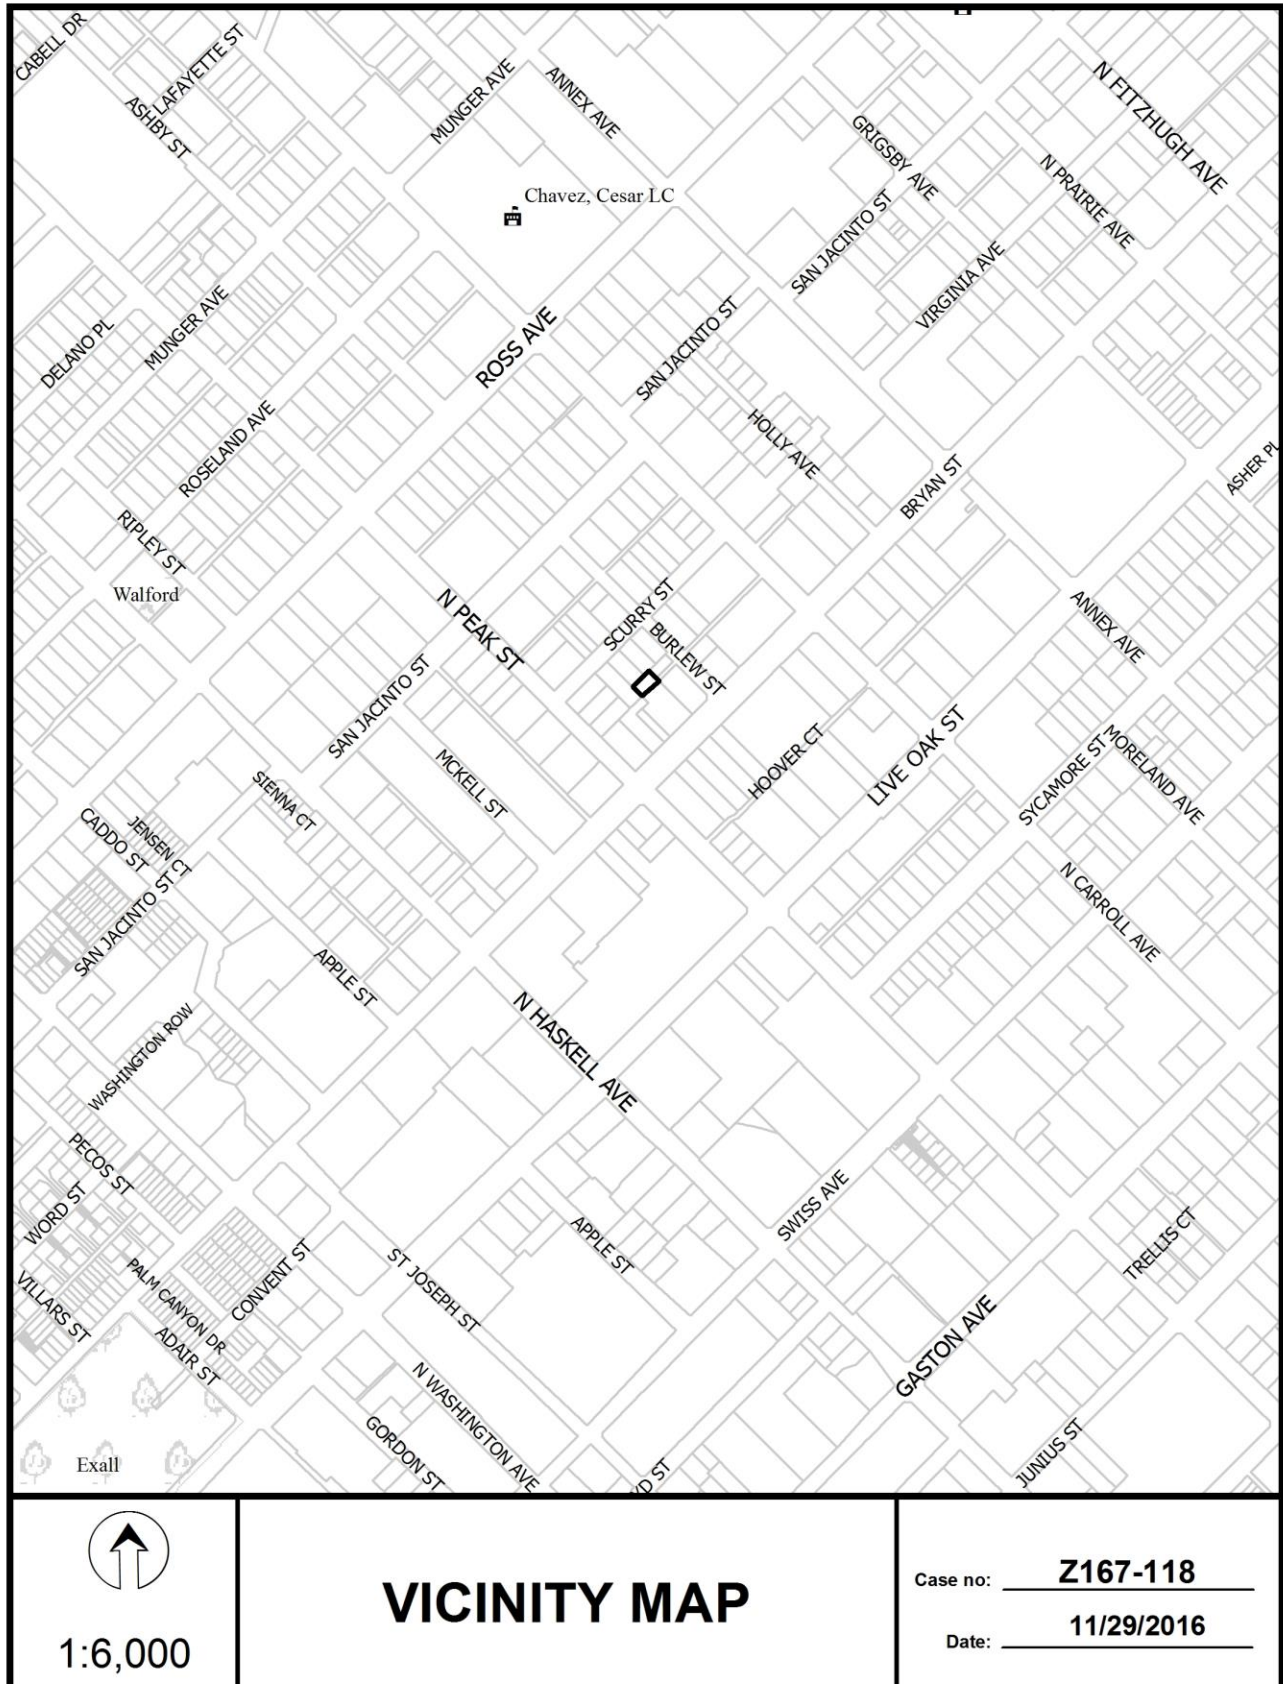 CABELL DR
LAFAYETTE ST
ASHBY ST
MUNGER AVE
ANNEX AVE
N FITZHUGH AVE
GRIGSBY AVE
N PRAIRIE AVE
Chavez, Cesar LC
SAN JACINTO ST
VIRGINIA AVE
DELANO PL
MUNGER AVE
ROSS AVE
SAN JACINTO ST
ROSELAND AVE
HOLLY AVE
BRYAN ST
ASHER PL
RIPLEY ST
Walford
N PEAK ST
SCURRY ST
BURLEW ST
ANNEX AVE
SAN JACINTO ST
MCKELL ST
HOOVER CT
LIVE OAK ST
SYCAMORE ST
MORELAND AVE
SIENNA CT
CADDO ST
JENSEN CT
SAN JACINTO ST
N CARROLL AVE
APPLE ST
N HASKELL AVE
WASHINGTON ROW
PECOS ST
WORD ST
SWISS AVE
APPLE ST
TRELLIS CT
VILLARS ST
PALM CANYON DR
CONVENT ST
ST JOSEPH ST
ADAIR ST
GASTON AVE
N WASHINGTON AVE
GORDON ST
JUNIUS ST
Exall
YD ST
1:6,000
VICINITY MAP
Case no: Z167-118
Date: 11/29/2016